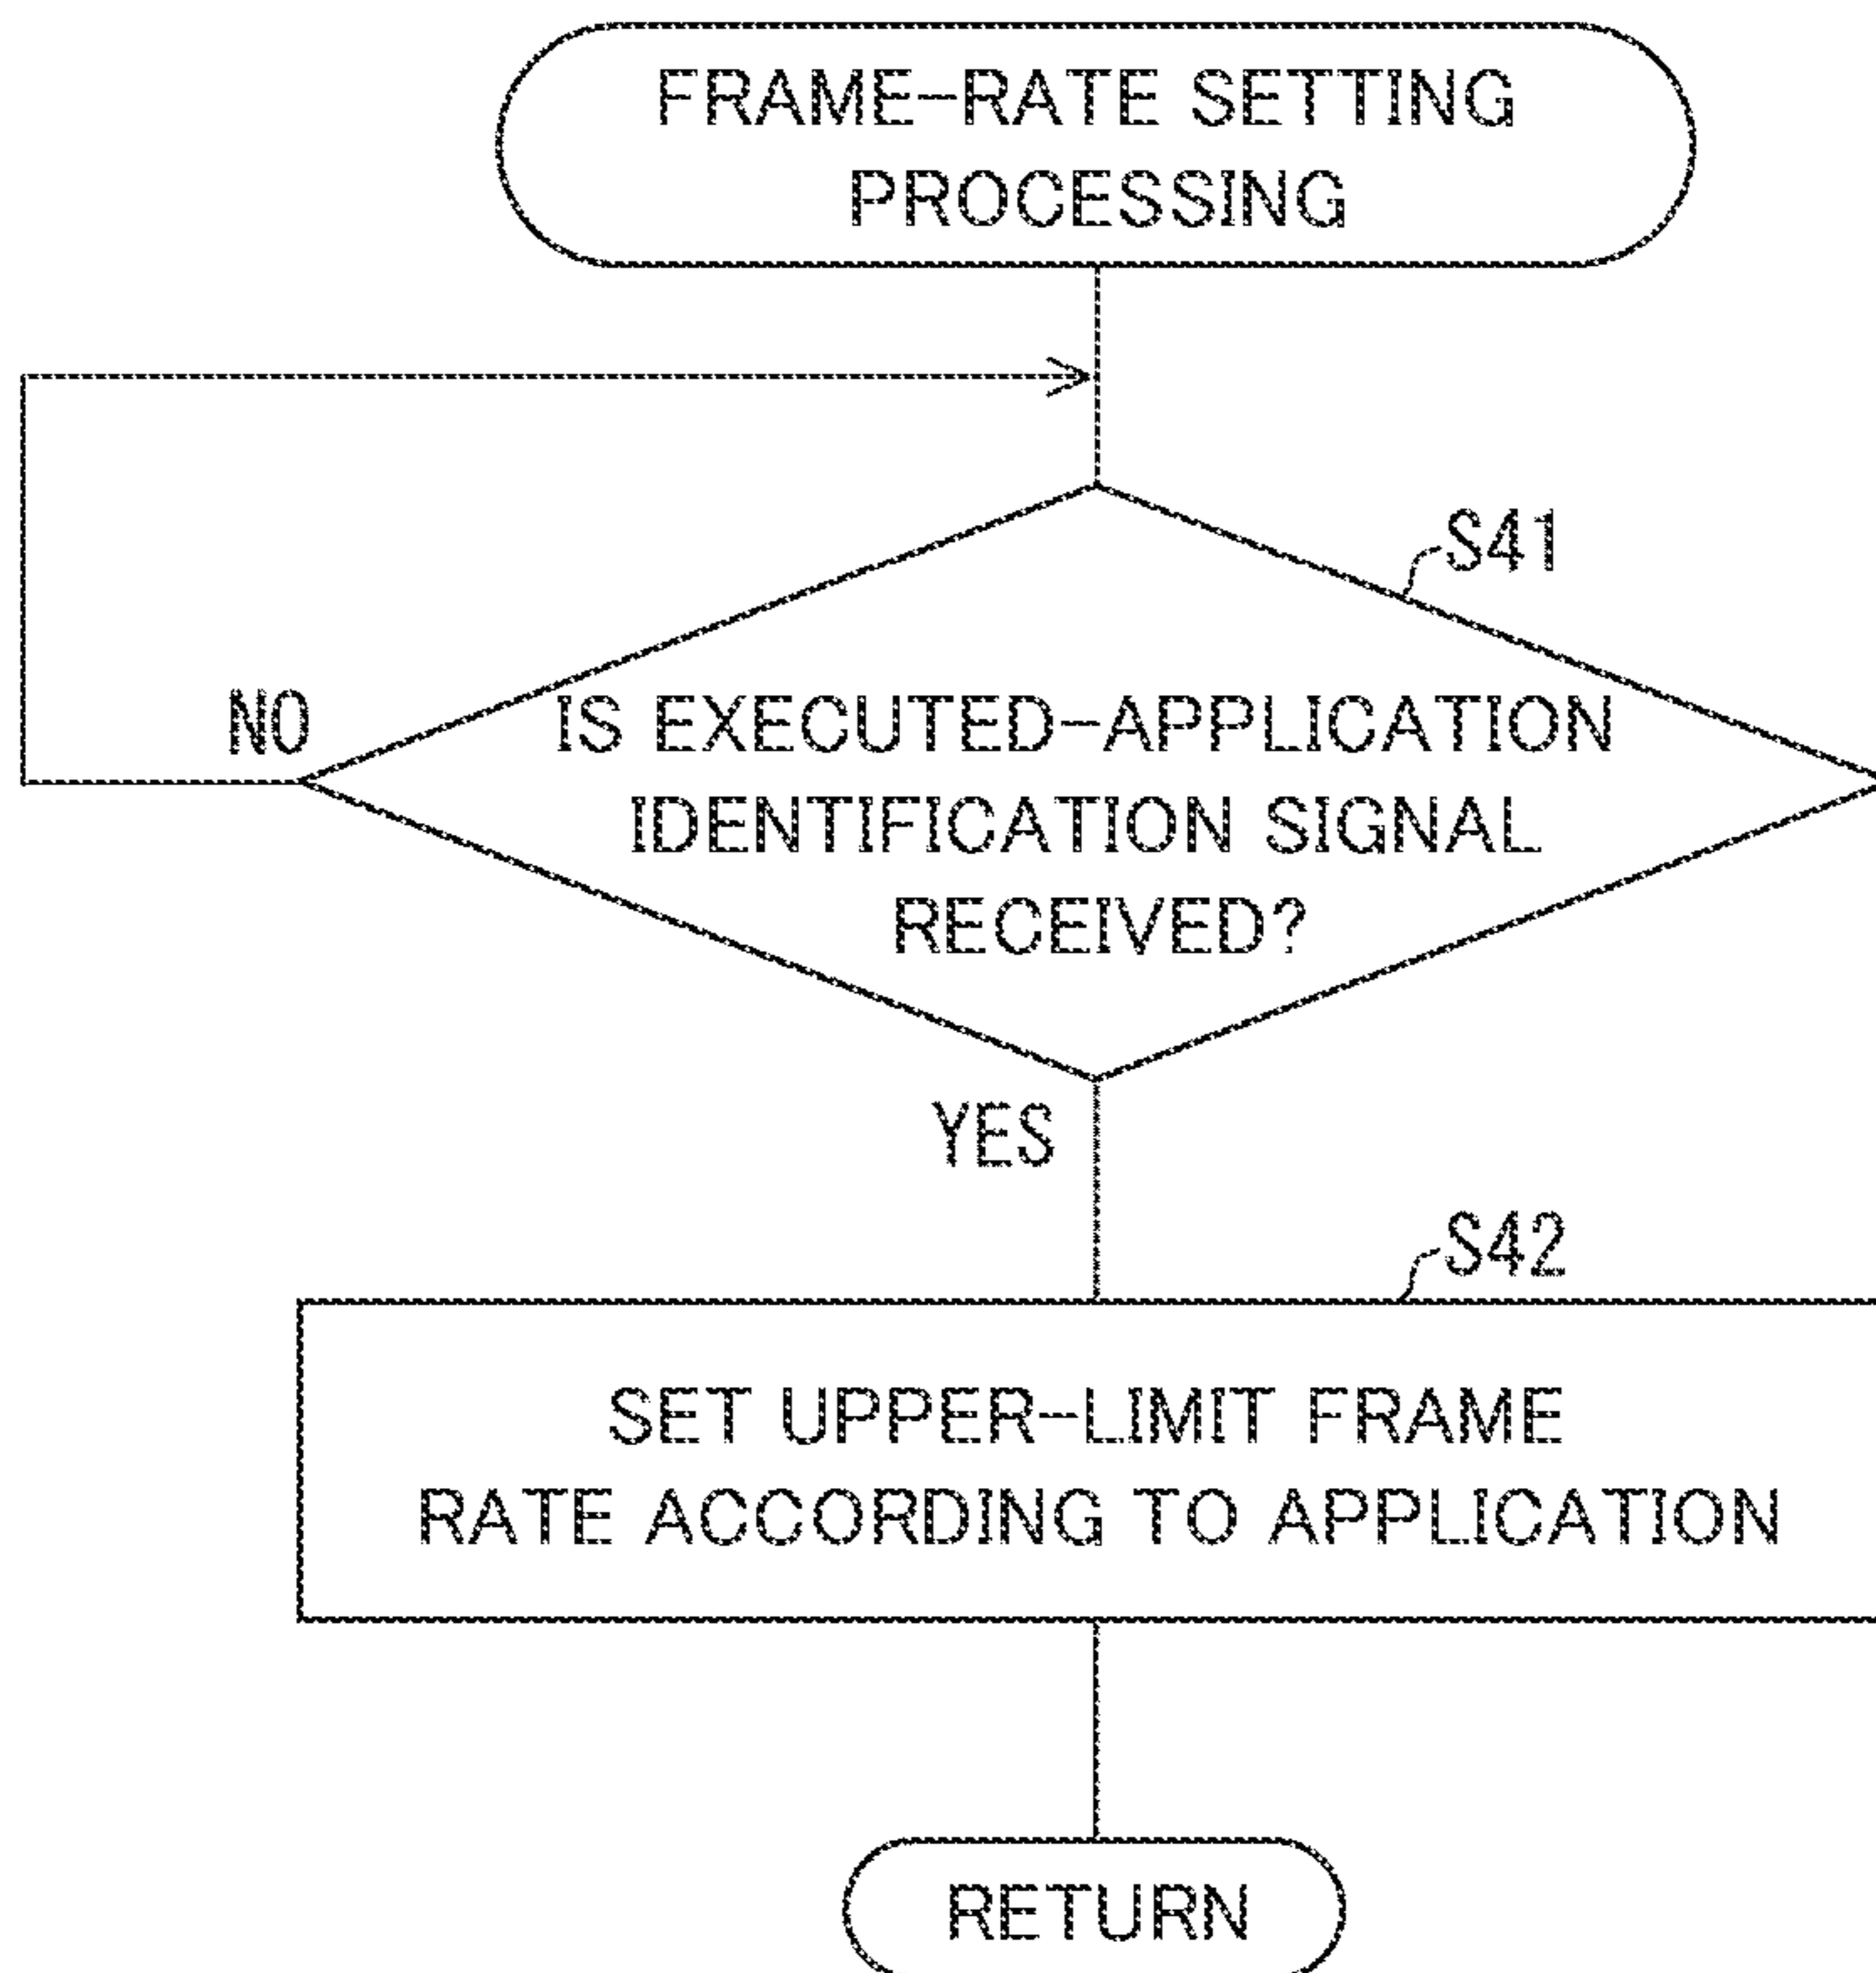 FRAME-RATE SETTING
PROCESSING
S41
NO
IS EXECUTED-APPLICATION
IDENTIFICATION SIGNAL
RECEIVED?
YES
S42
SET UPPER-LIMIT FRAME
RATE ACCORDING TO APPLICATION
RETURN